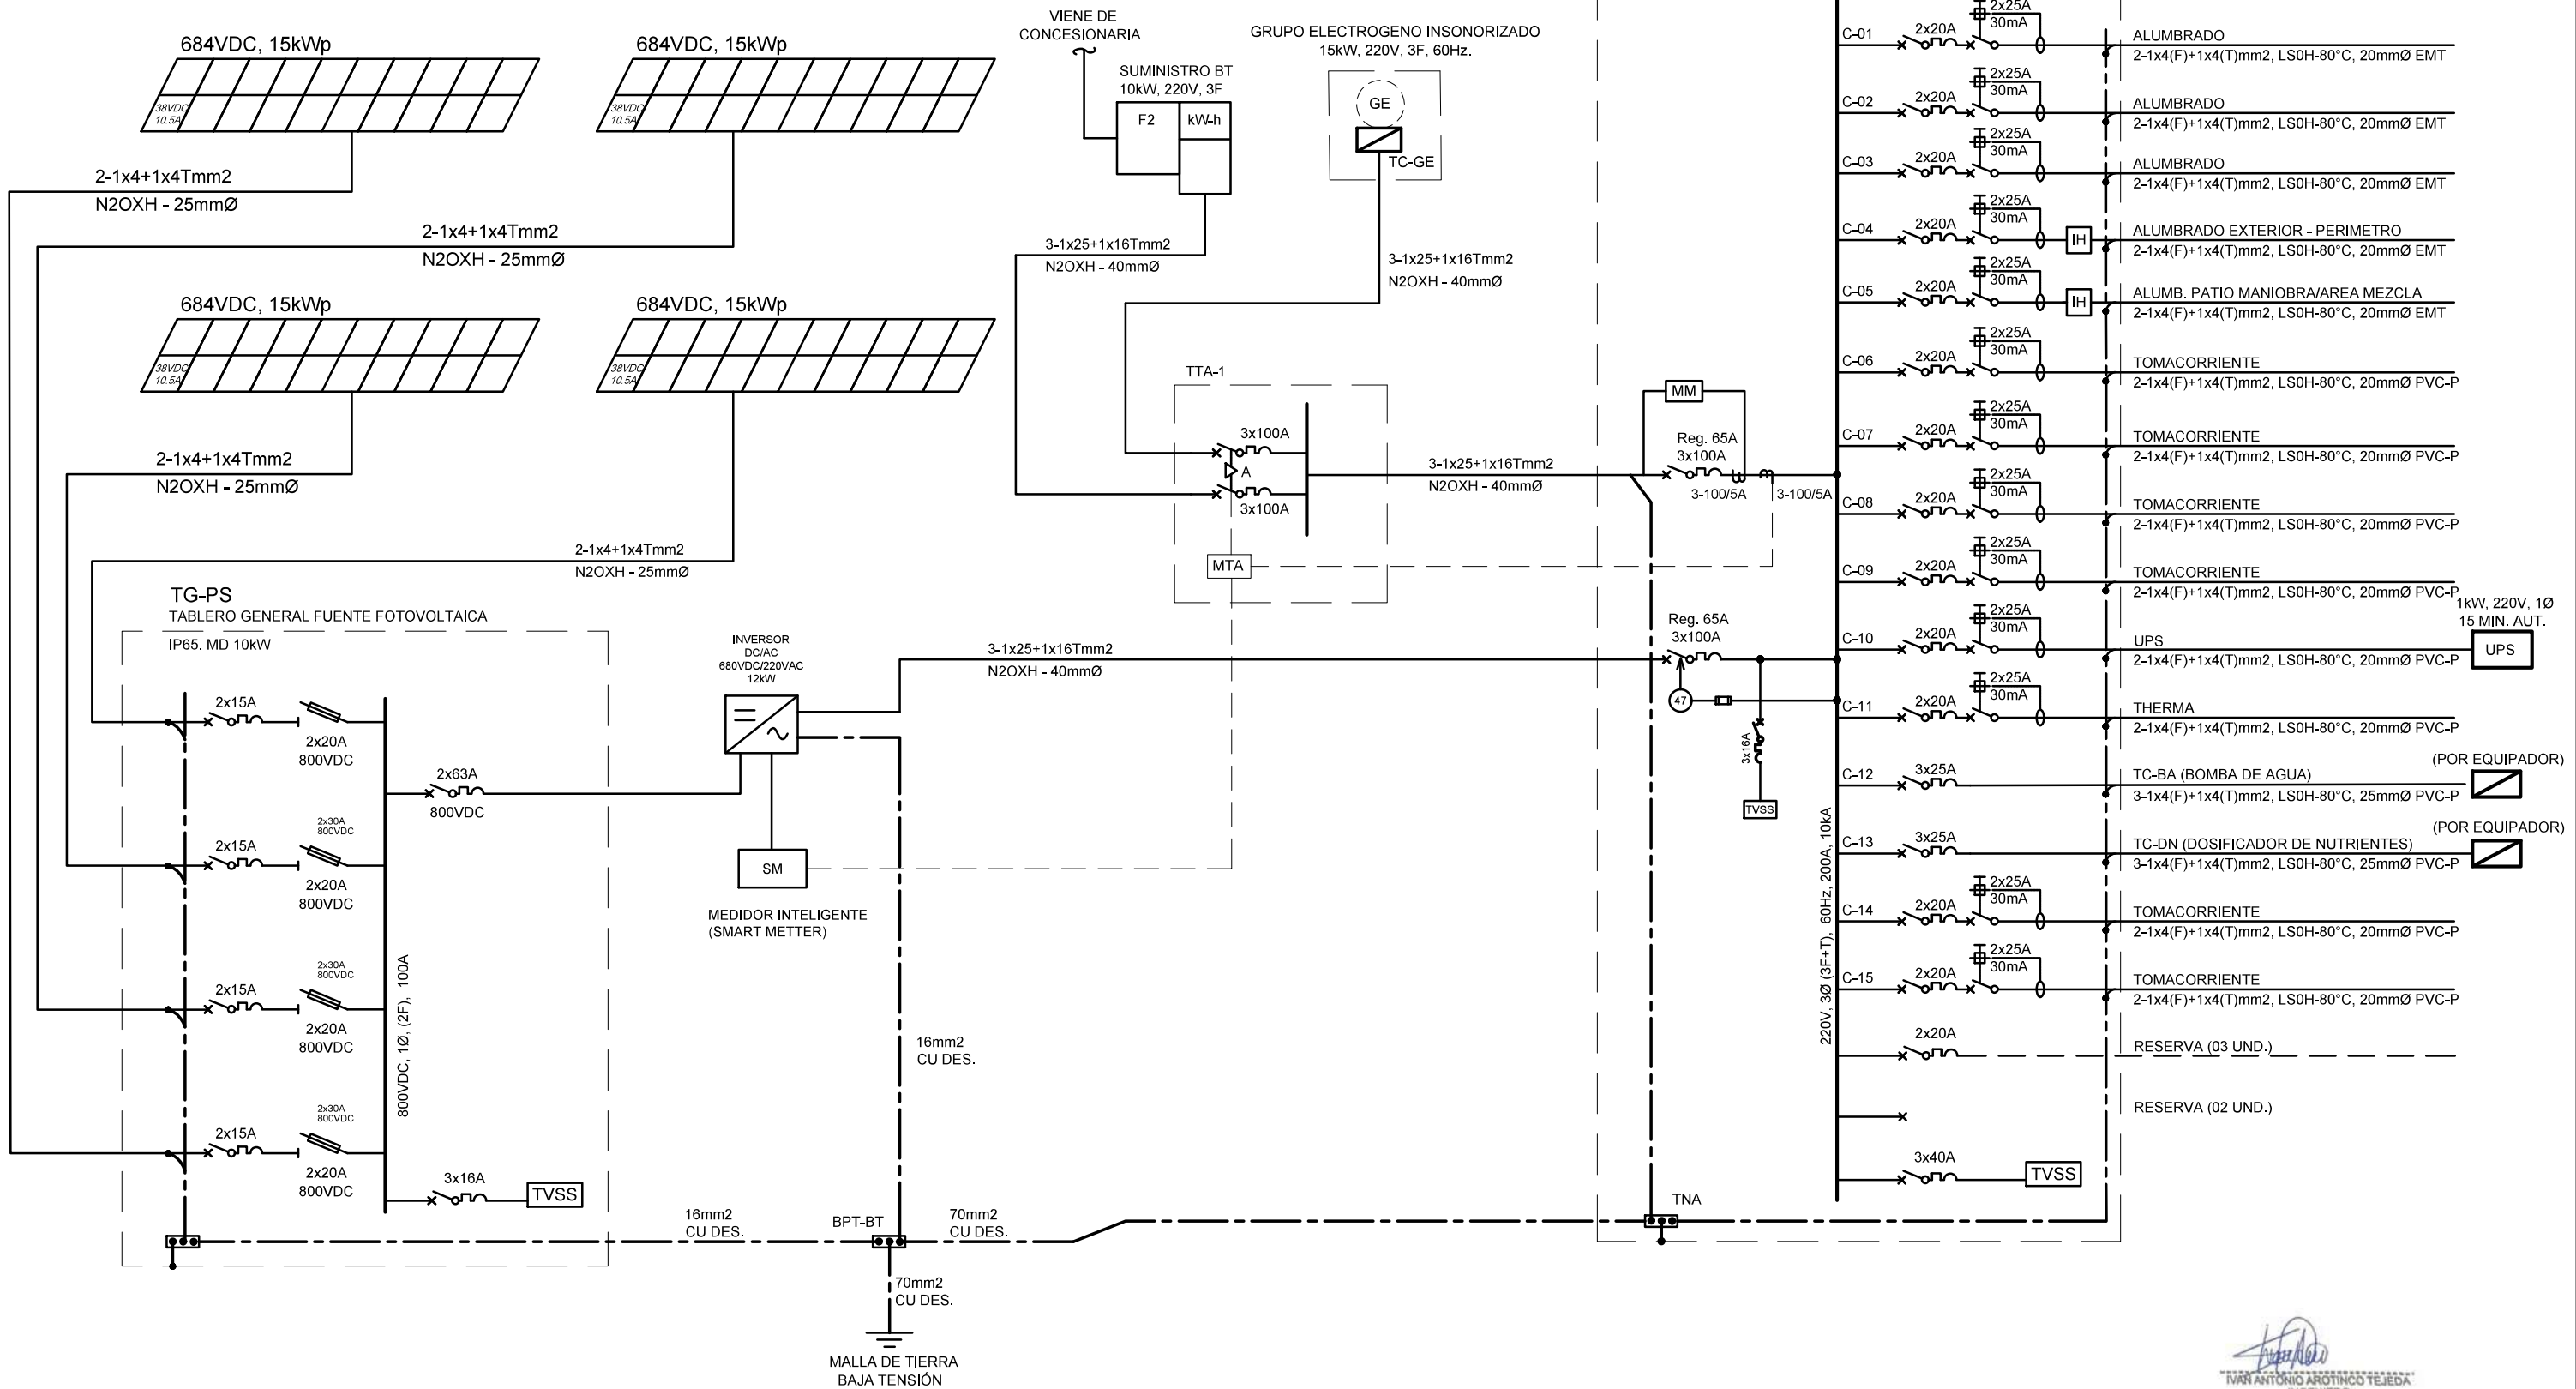 684VDC, 15kWp
38VDC
10.5A
2-1x4+1x4Tmm2
N2OXH - 25mmØ
684VDC, 15kWp
38VDC
10.5A
2-1x4+1x4Tmm2
N2OXH - 25mmØ
684VDC, 15kWp
38VDC
10.5A
2-1x4+1x4Tmm2
N2OXH - 25mmØ
684VDC, 15kWp
38VDC
10.5A
2-1x4+1x4Tmm2
N2OXH - 25mmØ
VIENE DE
CONCESIONARIA
SUMINISTRO BT
10kW, 220V, 3F
F2
kW-h
3-1x25+1x16Tmm2
N2OXH - 40mmØ
GRUPO ELECTROGENO INSONORIZADO
15kW, 220V, 3F, 60Hz.
GE
TC-GE
3-1x25+1x16Tmm2
N2OXH - 40mmØ
TTA-1
3x100A
A
3x100A
MTA
3-1x25+1x16Tmm2
N2OXH - 40mmØ
MM
Reg. 65A
3x100A
3-100/5A
3-100/5A
TG-PS
TABLERO GENERAL FUENTE FOTOVOLTAICA
IP65. MD 10kW
2x15A
2x20A
800VDC
2x63A
800VDC
2x30A
800VDC
2x15A
2x20A
800VDC
2x30A
800VDC
2x15A
2x20A
800VDC
2x30A
800VDC
2x15A
2x20A
800VDC
800VDC, 1Ø, (2F), 100A
3x16A
TVSS
INVERSOR
DC/AC
680VDC/220VAC
12kW
SM
MEDIDOR INTELIGENTE
(SMART METTER)
3-1x25+1x16Tmm2
N2OXH - 40mmØ
Reg. 65A
3x100A
47
3x16A
TVSS
16mm2
CU DES.
16mm2
CU DES.
BPT-BT
70mm2
CU DES.
70mm2
CU DES.
MALLA DE TIERRA
BAJA TENSIÓN
TNA
220V, 3Ø (3F+T), 60Hz, 200A, 10kA
C-01
2x20A
2x25A
30mA
ALUMBRADO
2-1x4(F)+1x4(T)mm2, LS0H-80°C, 20mmØ EMT
C-02
2x20A
2x25A
30mA
ALUMBRADO
2-1x4(F)+1x4(T)mm2, LS0H-80°C, 20mmØ EMT
C-03
2x20A
2x25A
30mA
ALUMBRADO
2-1x4(F)+1x4(T)mm2, LS0H-80°C, 20mmØ EMT
C-04
2x20A
2x25A
30mA
IH
ALUMBRADO EXTERIOR - PERIMETRO
2-1x4(F)+1x4(T)mm2, LS0H-80°C, 20mmØ EMT
C-05
2x20A
2x25A
30mA
IH
ALUMB. PATIO MANIOBRA/AREA MEZCLA
2-1x4(F)+1x4(T)mm2, LS0H-80°C, 20mmØ EMT
C-06
2x20A
2x25A
30mA
TOMACORRIENTE
2-1x4(F)+1x4(T)mm2, LS0H-80°C, 20mmØ PVC-P
C-07
2x20A
2x25A
30mA
TOMACORRIENTE
2-1x4(F)+1x4(T)mm2, LS0H-80°C, 20mmØ PVC-P
C-08
2x20A
2x25A
30mA
TOMACORRIENTE
2-1x4(F)+1x4(T)mm2, LS0H-80°C, 20mmØ PVC-P
C-09
2x20A
2x25A
30mA
TOMACORRIENTE
2-1x4(F)+1x4(T)mm2, LS0H-80°C, 20mmØ PVC-P
C-10
2x20A
2x25A
30mA
UPS
2-1x4(F)+1x4(T)mm2, LS0H-80°C, 20mmØ PVC-P
1kW, 220V, 1Ø
15 MIN. AUT.
UPS
C-11
2x20A
2x25A
30mA
THERMA
2-1x4(F)+1x4(T)mm2, LS0H-80°C, 20mmØ PVC-P
C-12
3x25A
TC-BA (BOMBA DE AGUA)
3-1x4(F)+1x4(T)mm2, LS0H-80°C, 25mmØ PVC-P
(POR EQUIPADOR)
C-13
3x25A
TC-DN (DOSIFICADOR DE NUTRIENTES)
3-1x4(F)+1x4(T)mm2, LS0H-80°C, 25mmØ PVC-P
(POR EQUIPADOR)
C-14
2x20A
2x25A
30mA
TOMACORRIENTE
2-1x4(F)+1x4(T)mm2, LS0H-80°C, 20mmØ PVC-P
C-15
2x20A
2x25A
30mA
TOMACORRIENTE
2-1x4(F)+1x4(T)mm2, LS0H-80°C, 20mmØ PVC-P
2x20A
RESERVA (03 UND.)
RESERVA (02 UND.)
3x40A
TVSS
IVAN ANTONIO AROTINCO TEJEDA